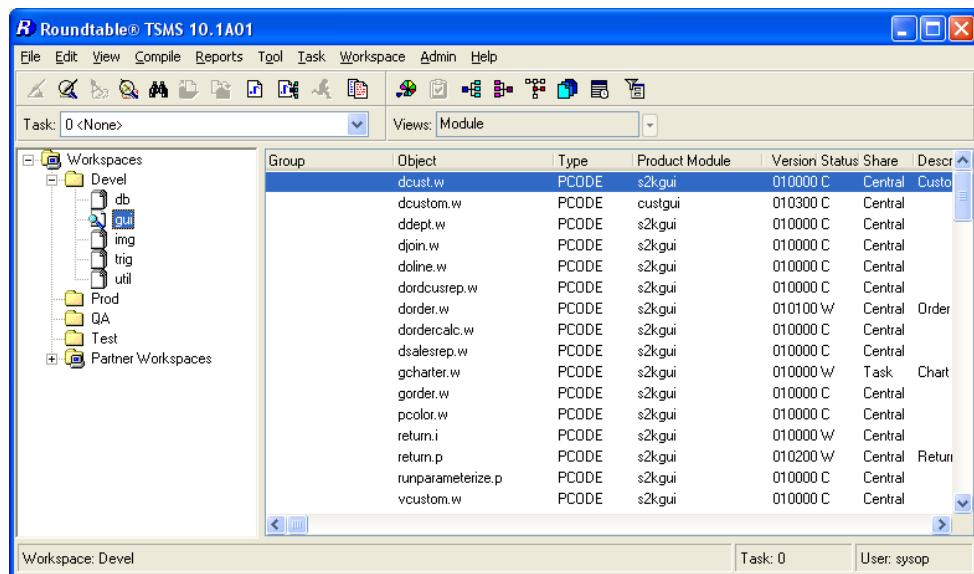 Roundtable® TSMS 10.1A01
File Edit View Compile Reports Tool Task Workspace Admin Help
Task: 0 <None> Views: Module
Workspaces
Devel
db
gui
img
trig
util
Prod
QA
Test
Partner Workspaces
Group Object Type Product Module Version Status Share Descr
dcust.w PCODE s2kgui 010000 C Central Custo
dcustom.w PCODE custgui 010300 C Central
ddept.w PCODE s2kgui 010000 C Central
djoin.w PCODE s2kgui 010000 C Central
doline.w PCODE s2kgui 010000 C Central
dordcusrep.w PCODE s2kgui 010000 C Central
dorder.w PCODE s2kgui 010100 W Central Order
dordercalc.w PCODE s2kgui 010000 C Central
dsalesrep.w PCODE s2kgui 010000 C Central
gcharter.w PCODE s2kgui 010000 W Task Chart
gorder.w PCODE s2kgui 010000 C Central
pcolor.w PCODE s2kgui 010000 C Central
return.i PCODE s2kgui 010000 W Central
return.p PCODE s2kgui 010200 W Central Return
runparameterize.p PCODE s2kgui 010000 C Central
vcustom.w PCODE s2kgui 010000 C Central
Workspace: Devel Task: 0 User: sysop